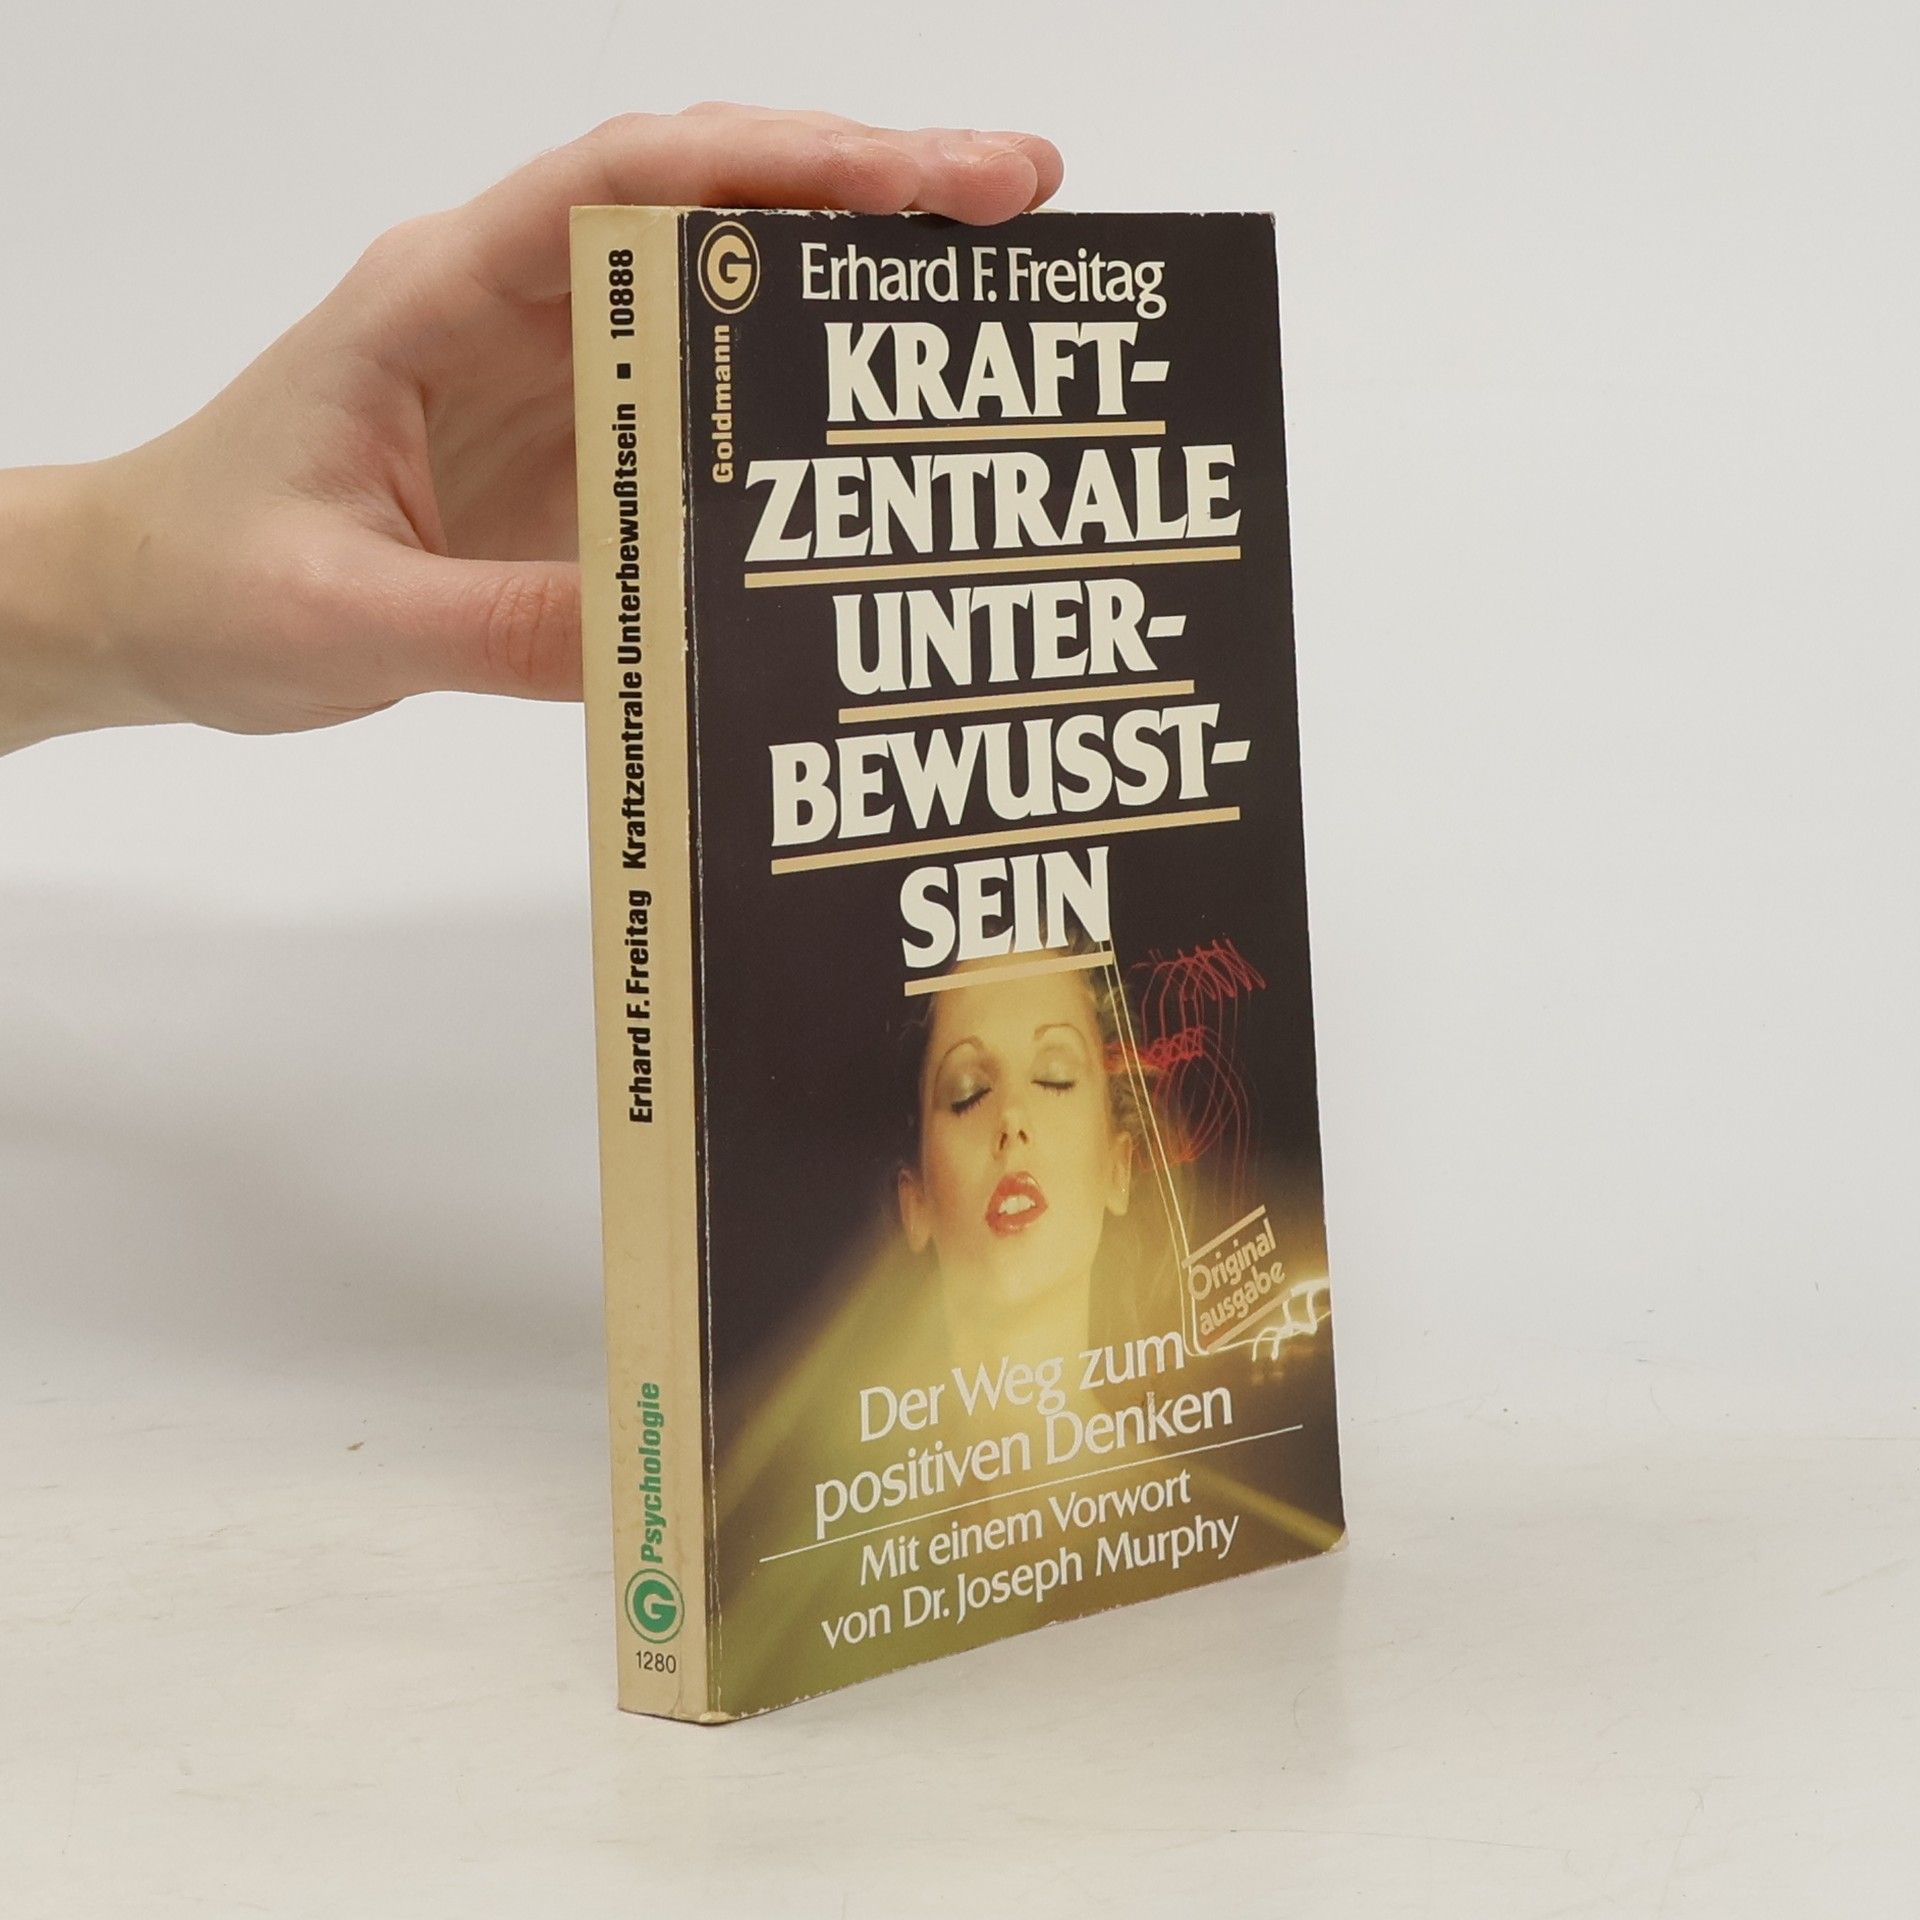 Erhard F. Freitag Kraftzentrale Unterbewußtsein ■ 10888
G Psychologie
1280
G
Goldmann
Erhard F. Freitag
KRAFT-
ZENTRALE
UNTER-
BEWUSST-
SEIN
Original
ausgabe
Der Weg zum
positiven Denken
Mit einem Vorwort
von Dr. Joseph Murphy